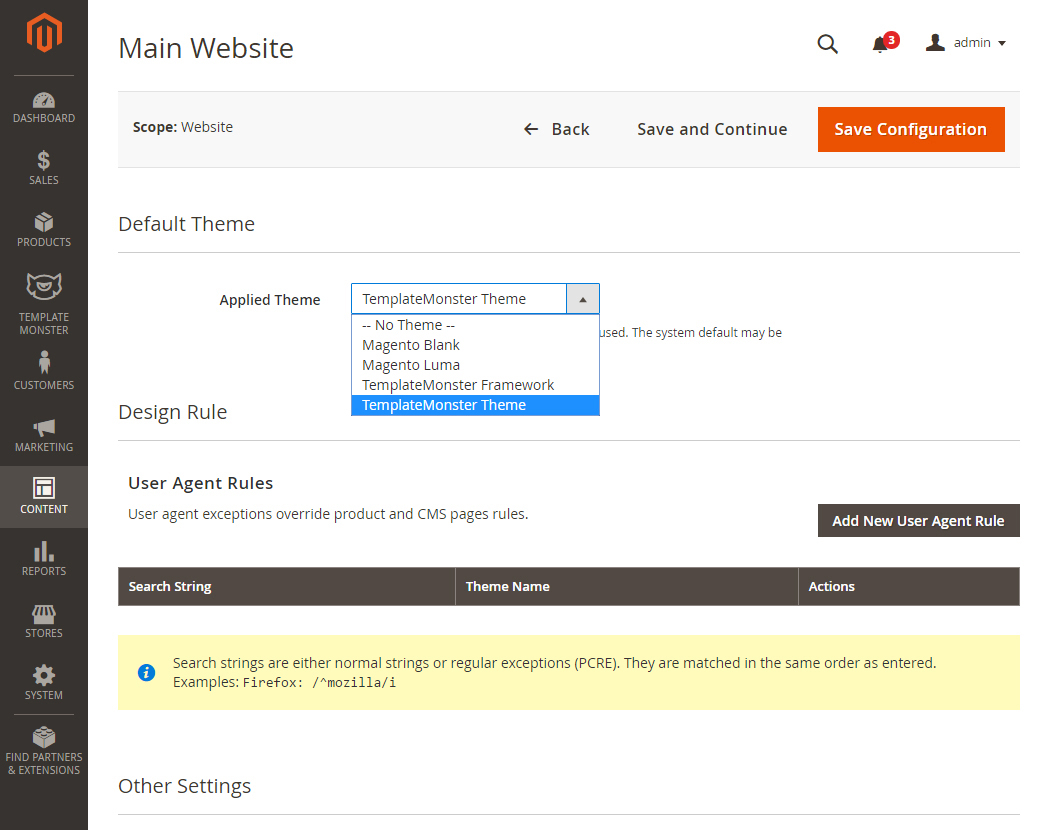 Main Website
3
admin
Scope: Website
Back
Save and Continue
Save Configuration
DASHBOARD
SALES
PRODUCTS
TEMPLATE
MONSTER
CUSTOMERS
MARKETING
CONTENT
REPORTS
STORES
SYSTEM
FIND PARTNERS
& EXTENSIONS
Default Theme
Applied Theme
TemplateMonster Theme
-- No Theme --
used. The system default may be
Magento Blank
Magento Luma
TemplateMonster Framework
TemplateMonster Theme
Design Rule
User Agent Rules
User agent exceptions override product and CMS pages rules.
Add New User Agent Rule
Search String
Theme Name
Actions
Search strings are either normal strings or regular exceptions (PCRE). They are matched in the same order as entered.
Examples: Firefox: /^mozilla/i
Other Settings